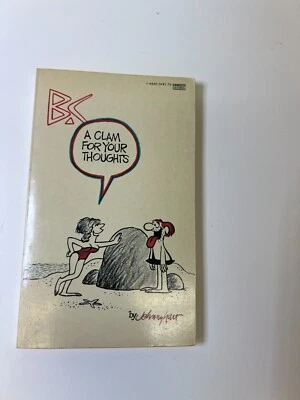 B.C.
A CLAM
FOR YOUR
THOUGHTS
by Johnny hart